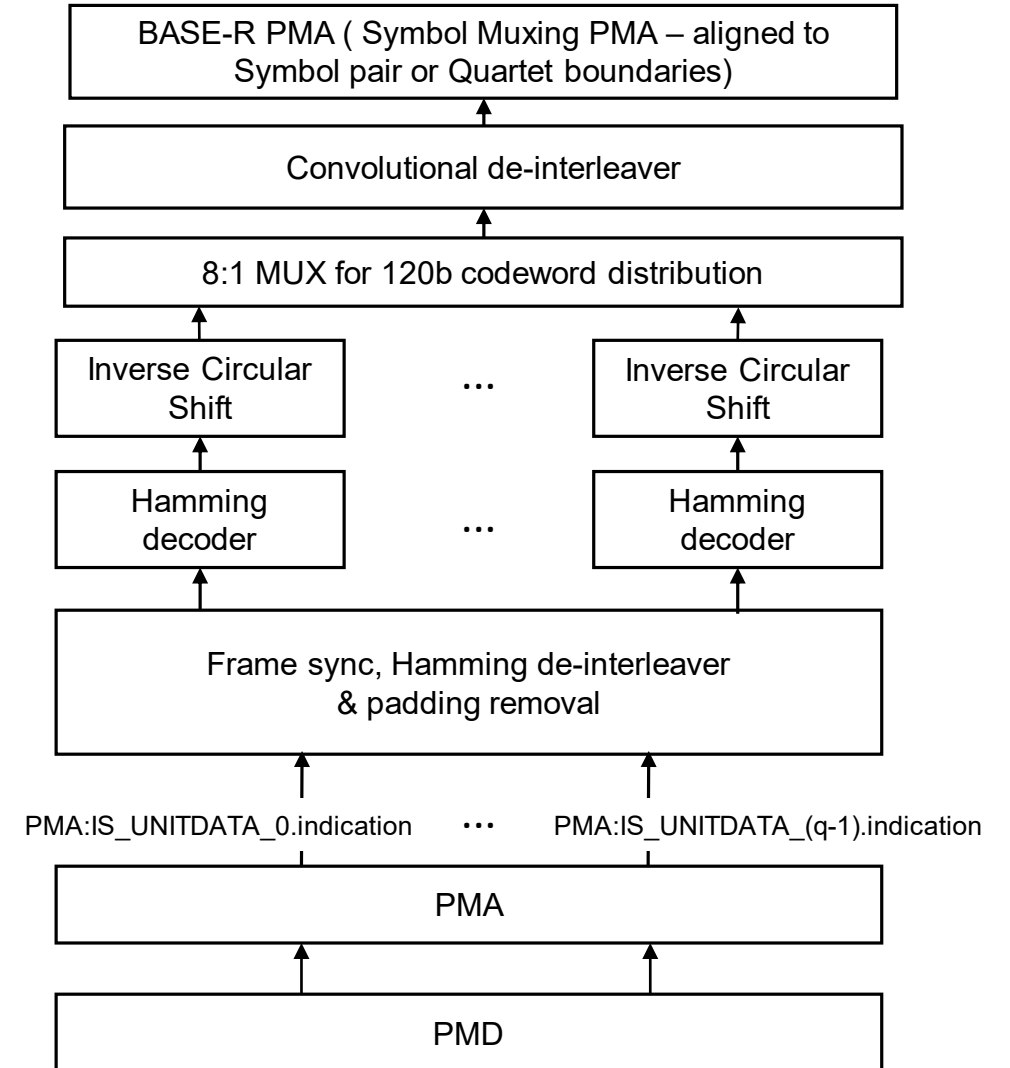 BASE-R PMA ( Symbol Muxing PMA – aligned to
Symbol pair or Quartet boundaries)
Convolutional de-interleaver
8:1 MUX for 120b codeword distribution
Inverse Circular
Shift
...
Inverse Circular
Shift
Hamming
decoder
...
Hamming
decoder
Frame sync, Hamming de-interleaver
& padding removal
PMA:IS_UNITDATA_0.indication
...
PMA:IS_UNITDATA_(q-1).indication
PMA
PMD